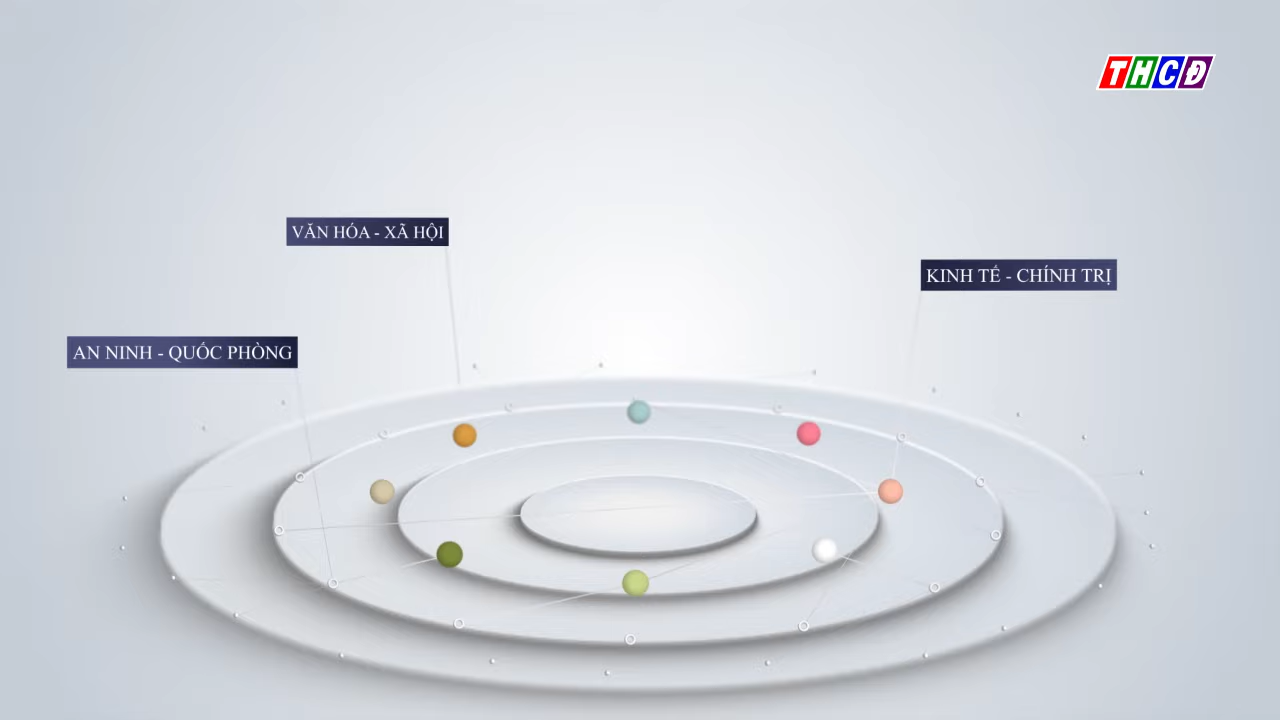 THCĐ
VĂN HÓA - XÃ HỘI
KINH TẾ - CHÍNH TRỊ
AN NINH - QUỐC PHÒNG